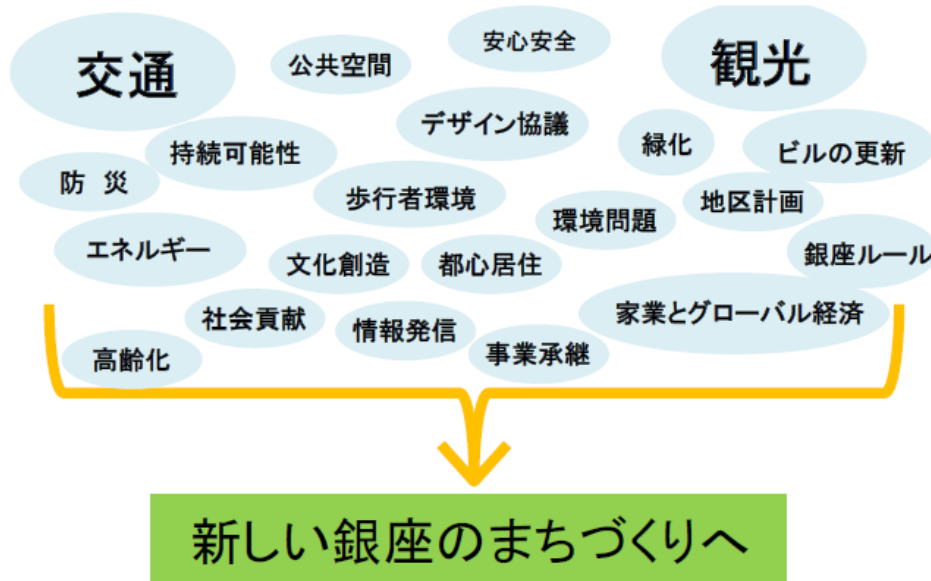 交通
公共空間
安心安全
観光
デザイン協議
緑化
ビルの更新
持続可能性
防 災
歩行者環境
環境問題
地区計画
エネルギー
文化創造
都心居住
銀座ルール
社会貢献
情報発信
家業とグローバル経済
高齢化
事業承継
新しい銀座のまちづくりへ